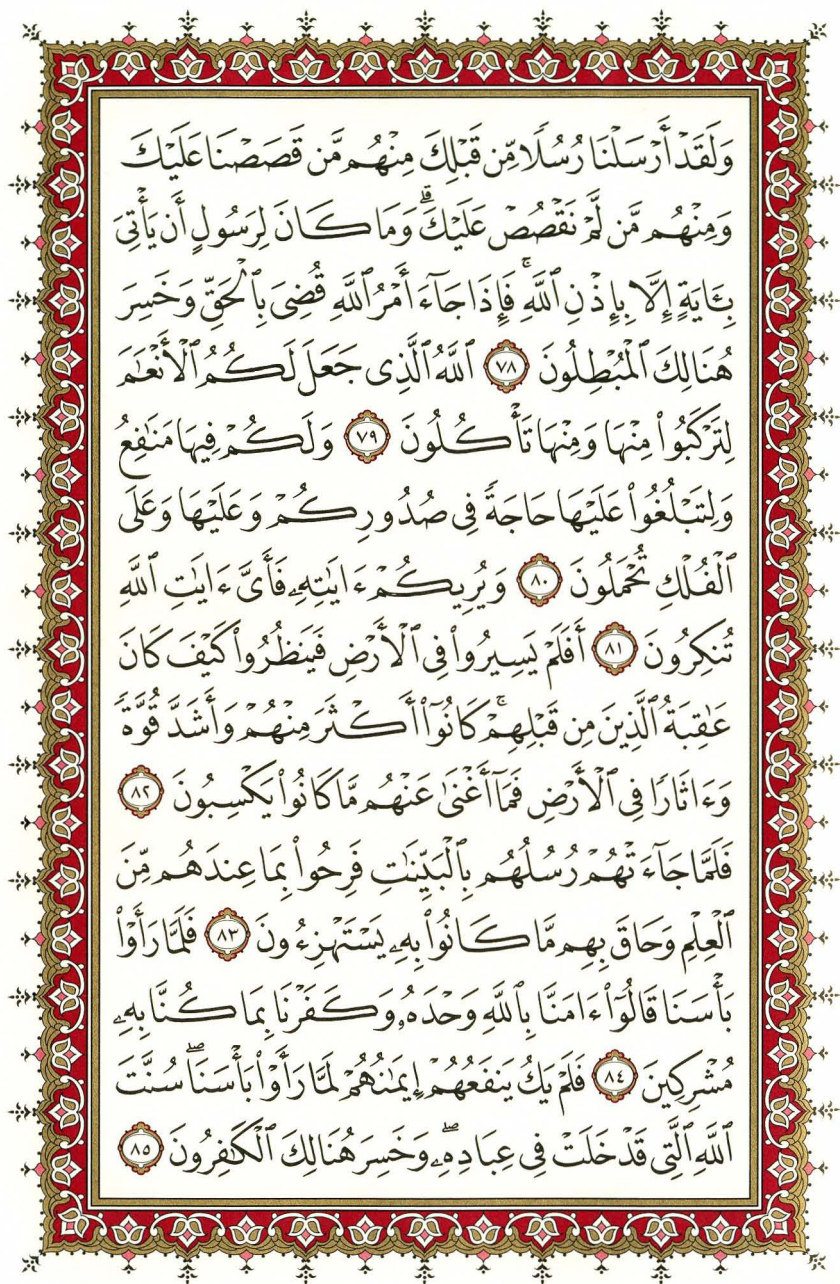 وَلَقَدْ أَرْسَلْنَا رُسُلًا مِّن قَبْلِكَ مِنْهُم مَّن قَصَصْنَا عَلَيْكَ
وَمِنْهُم مَّن لَّمْ نَقْصُصْ عَلَيْكَ ۗ وَمَا كَانَ لِرَسُولٍ أَن يَأْتِىَ
بِـَٔايَةٍ إِلَّا بِإِذْنِ ٱللَّهِ ۚ فَإِذَا جَآءَ أَمْرُ ٱللَّهِ قُضِىَ بِٱلْحَقِّ وَخَسِرَ
هُنَالِكَ ٱلْمُبْطِلُونَ ٧٨ ٱللَّهُ ٱلَّذِى جَعَلَ لَكُمُ ٱلْأَنْعَٰمَ
لِتَرْكَبُوا۟ مِنْهَا وَمِنْهَا تَأْكُلُونَ ٧٩ وَلَكُمْ فِيهَا مَنَٰفِعُ
وَلِتَبْلُغُوا۟ عَلَيْهَا حَاجَةً فِى صُدُورِكُمْ وَعَلَيْهَا وَعَلَى
ٱلْفُلْكِ تُحْمَلُونَ ٨٠ وَيُرِيكُمْ ءَايَٰتِهِۦ فَأَىَّ ءَايَٰتِ ٱللَّهِ
تُنكِرُونَ ٨١ أَفَلَمْ يَسِيرُوا۟ فِى ٱلْأَرْضِ فَيَنظُرُوا۟ كَيْفَ كَانَ
عَٰقِبَةُ ٱلَّذِينَ مِن قَبْلِهِمْ ۚ كَانُوٓا۟ أَكْثَرَ مِنْهُمْ وَأَشَدَّ قُوَّةً
وَءَاثَارًا فِى ٱلْأَرْضِ فَمَآ أَغْنَىٰ عَنْهُم مَّا كَانُوا۟ يَكْسِبُونَ ٨٢
فَلَمَّا جَآءَتْهُمْ رُسُلُهُم بِٱلْبَيِّنَٰتِ فَرِحُوا۟ بِمَا عِندَهُم مِّنَ
ٱلْعِلْمِ وَحَاقَ بِهِم مَّا كَانُوا۟ بِهِۦ يَسْتَهْزِءُونَ ٨٣ فَلَمَّا رَأَوْا۟
بَأْسَنَا قَالُوٓا۟ ءَامَنَّا بِٱللَّهِ وَحْدَهُۥ وَكَفَرْنَا بِمَا كُنَّا بِهِۦ
مُشْرِكِينَ ٨٤ فَلَمْ يَكُ يَنفَعُهُمْ إِيمَٰنُهُمْ لَمَّا رَأَوْا۟ بَأْسَنَا ۖ سُنَّتَ
ٱللَّهِ ٱلَّتِى قَدْ خَلَتْ فِى عِبَادِهِۦ ۖ وَخَسِرَ هُنَالِكَ ٱلْكَٰفِرُونَ ٨٥